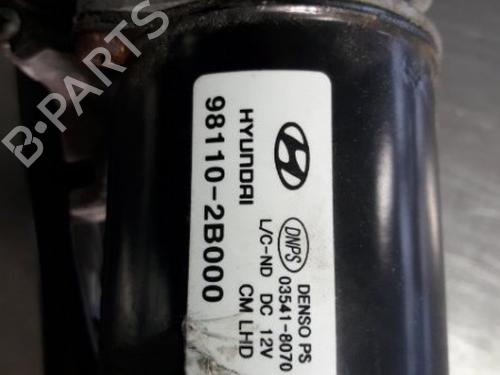 HYUNDAI
98110-2B000
DNPS
DENSO PS
03541-8070
L/C-ND DC 12V
CM LHD
B-PARTS